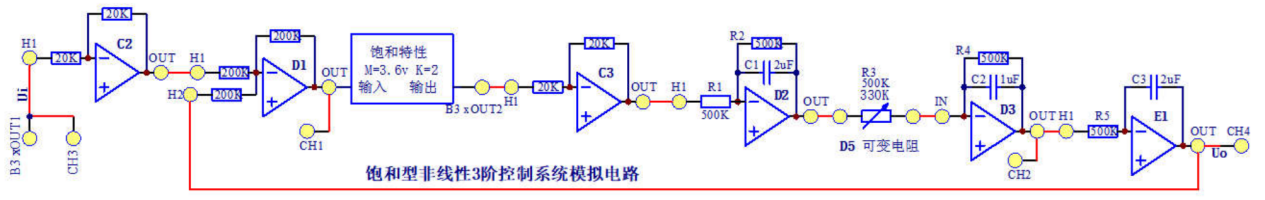 20K
H1
20K
C2
OUT
Ui
B3 xOUT1
CH3
H1
200K
200K
H2
200K
D1
OUT
CH1
饱和特性
M=3.6v K=2
输入 输出
B3 xOUT2
H1
20K
20K
C3
OUT
H1
R1
500K
R2
500K
C1
2uF
D2
OUT
R3
500K
330K
D5 可变电阻
IN
R4
500K
C2
1uF
D3
OUT
CH2
H1
R5
500K
C3
2uF
E1
OUT
Uo
CH4
饱和型非线性3阶控制系统模拟电路